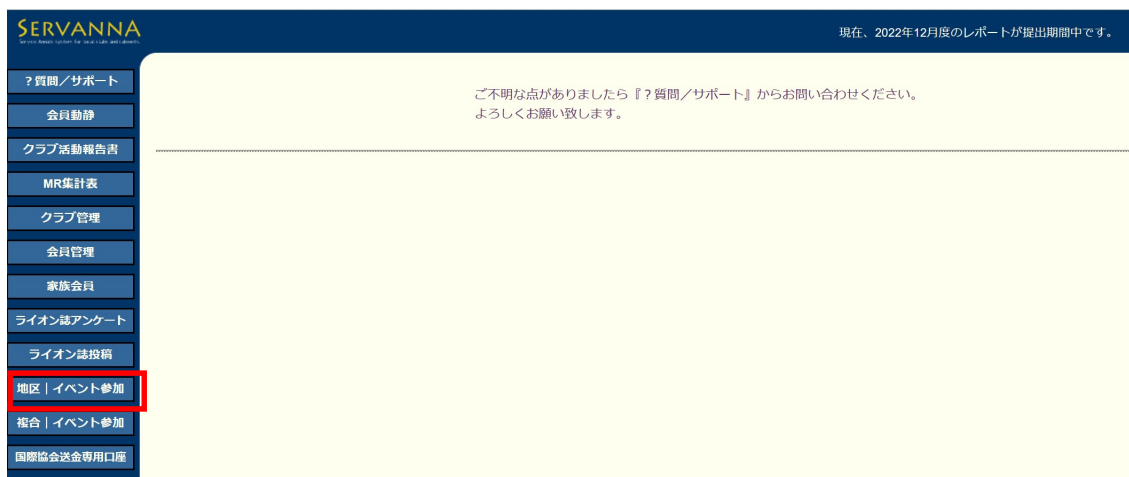 SERVANNA
現在、2022年12月度のレポートが提出期間中です。
?質問／サポート
会員動静
クラブ活動報告書
MR集計表
クラブ管理
会員管理
家族会員
ライオン誌アンケート
ライオン誌投稿
地区｜イベント参加
複合｜イベント参加
国際協会送金専用口座
ご不明な点がありましたら『？質問／サポート』からお問い合わせください。
よろしくお願い致します。